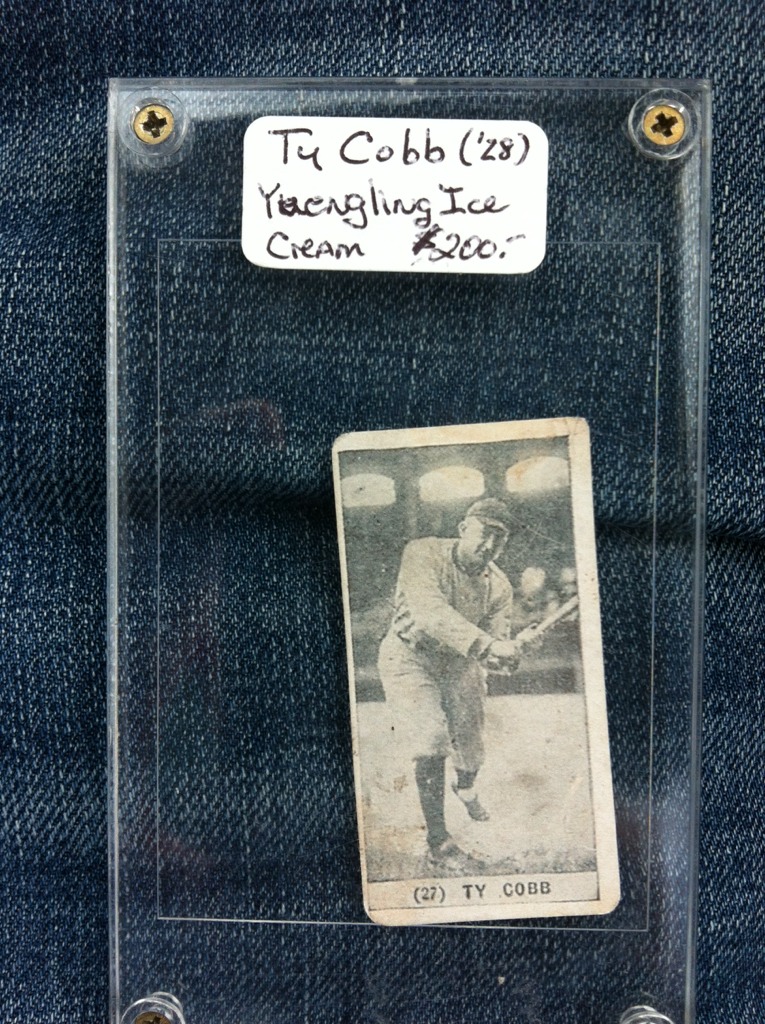 Ty Cobb ('28)
Yuengling Ice
Cream $200.-
(27) TY COBB